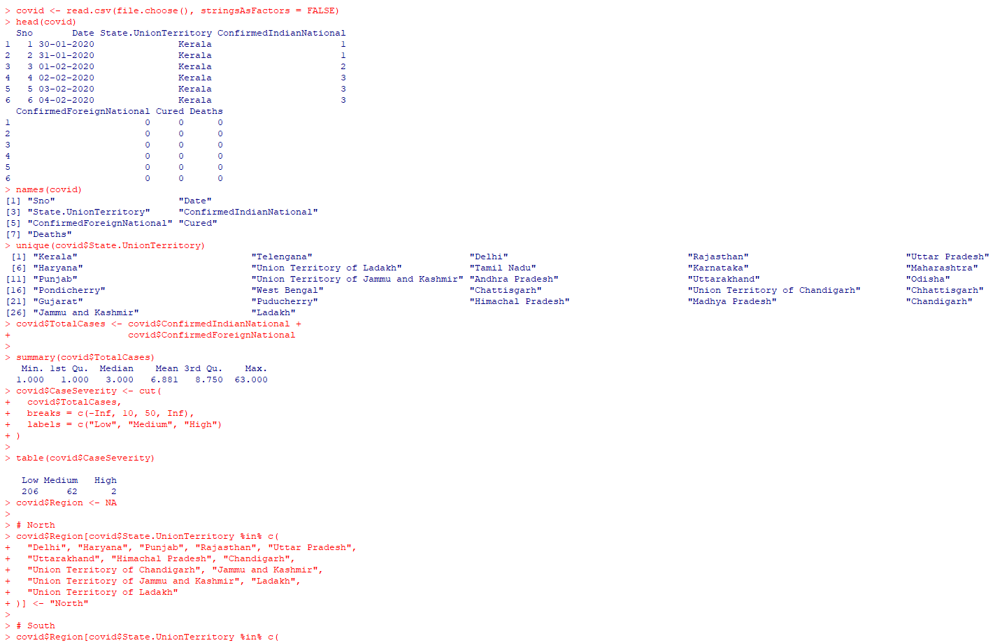 > covid <- read.csv(file.choose(), stringsAsFactors = FALSE)
> head(covid)
  Sno       Date State.UnionTerritory ConfirmedIndianNational
1   1 30-01-2020               Kerala                       1
2   2 31-01-2020               Kerala                       1
3   3 01-02-2020               Kerala                       2
4   4 02-02-2020               Kerala                       3
5   5 03-02-2020               Kerala                       3
6   6 04-02-2020               Kerala                       3
  ConfirmedForeignNational Cured Deaths
1                        0     0      0
2                        0     0      0
3                        0     0      0
4                        0     0      0
5                        0     0      0
6                        0     0      0
> names(covid)
[1] "Sno"                      "Date"
[3] "State.UnionTerritory"     "ConfirmedIndianNational"
[5] "ConfirmedForeignNational" "Cured"
[7] "Deaths"
> unique(covid$State.UnionTerritory)
 [1] "Kerala"                                "Telengana"                             "Delhi"                                 "Rajasthan"                             "Uttar Pradesh"
 [6] "Haryana"                               "Union Territory of Ladakh"             "Tamil Nadu"                            "Karnataka"                             "Maharashtra"
[11] "Punjab"                                "Union Territory of Jammu and Kashmir" "Andhra Pradesh"                        "Uttarakhand"                           "Odisha"
[16] "Pondicherry"                           "West Bengal"                           "Chattisgarh"                           "Union Territory of Chandigarh"         "Chhattisgarh"
[21] "Gujarat"                               "Puducherry"                            "Himachal Pradesh"                      "Madhya Pradesh"                        "Chandigarh"
[26] "Jammu and Kashmir"                     "Ladakh"
> covid$TotalCases <- covid$ConfirmedIndianNational +
+                     covid$ConfirmedForeignNational
>
> summary(covid$TotalCases)
   Min. 1st Qu.  Median    Mean 3rd Qu.    Max.
  1.000   1.000   3.000   6.881   8.750  63.000
> covid$CaseSeverity <- cut(
+   covid$TotalCases,
+   breaks = c(-Inf, 10, 50, Inf),
+   labels = c("Low", "Medium", "High")
+ )
>
> table(covid$CaseSeverity)

   Low Medium   High
   206     62      2
> covid$Region <- NA
>
> # North
> covid$Region[covid$State.UnionTerritory %in% c(
+   "Delhi", "Haryana", "Punjab", "Rajasthan", "Uttar Pradesh",
+   "Uttarakhand", "Himachal Pradesh", "Chandigarh",
+   "Union Territory of Chandigarh", "Jammu and Kashmir",
+   "Union Territory of Jammu and Kashmir", "Ladakh",
+   "Union Territory of Ladakh"
+ )] <- "North"
>
> # South
> covid$Region[covid$State.UnionTerritory %in% c(